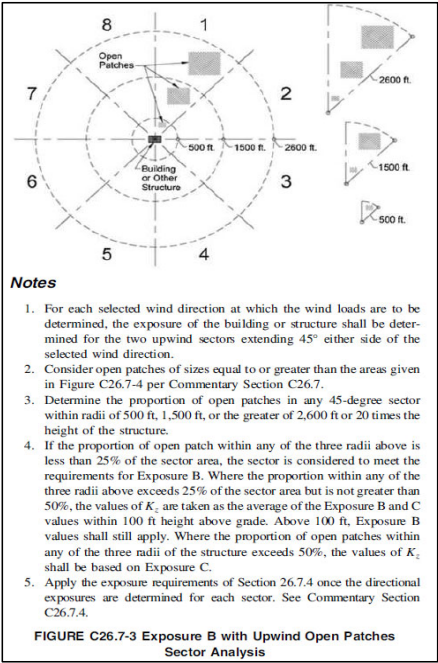 8
1
Open
Patches
7
2
2600 ft.
500 ft.
1500 ft.
2600 ft.
1500 ft.
Building
or Other
Structure
6
3
500 ft.
5
4
Notes
1. For each selected wind direction at which the wind loads are to be
determined, the exposure of the building or structure shall be deter-
mined for the two upwind sectors extending 45° either side of the
selected wind direction.
2. Consider open patches of sizes equal to or greater than the areas given
in Figure C26.7-4 per Commentary Section C26.7.
3. Determine the proportion of open patches in any 45-degree sector
within radii of 500 ft, 1,500 ft, or the greater of 2,600 ft or 20 times the
height of the structure.
4. If the proportion of open patch within any of the three radii above is
less than 25% of the sector area, the sector is considered to meet the
requirements for Exposure B. Where the proportion within any of the
three radii above exceeds 25% of the sector area but is not greater than
50%, the values of Kz are taken as the average of the Exposure B and C
values within 100 ft height above grade. Above 100 ft, Exposure B
values shall still apply. Where the proportion of open patches within
any of the three radii of the structure exceeds 50%, the values of Kz
shall be based on Exposure C.
5. Apply the exposure requirements of Section 26.7.4 once the directional
exposures are determined for each sector. See Commentary Section
C26.7.4.
FIGURE C26.7-3 Exposure B with Upwind Open Patches
Sector Analysis